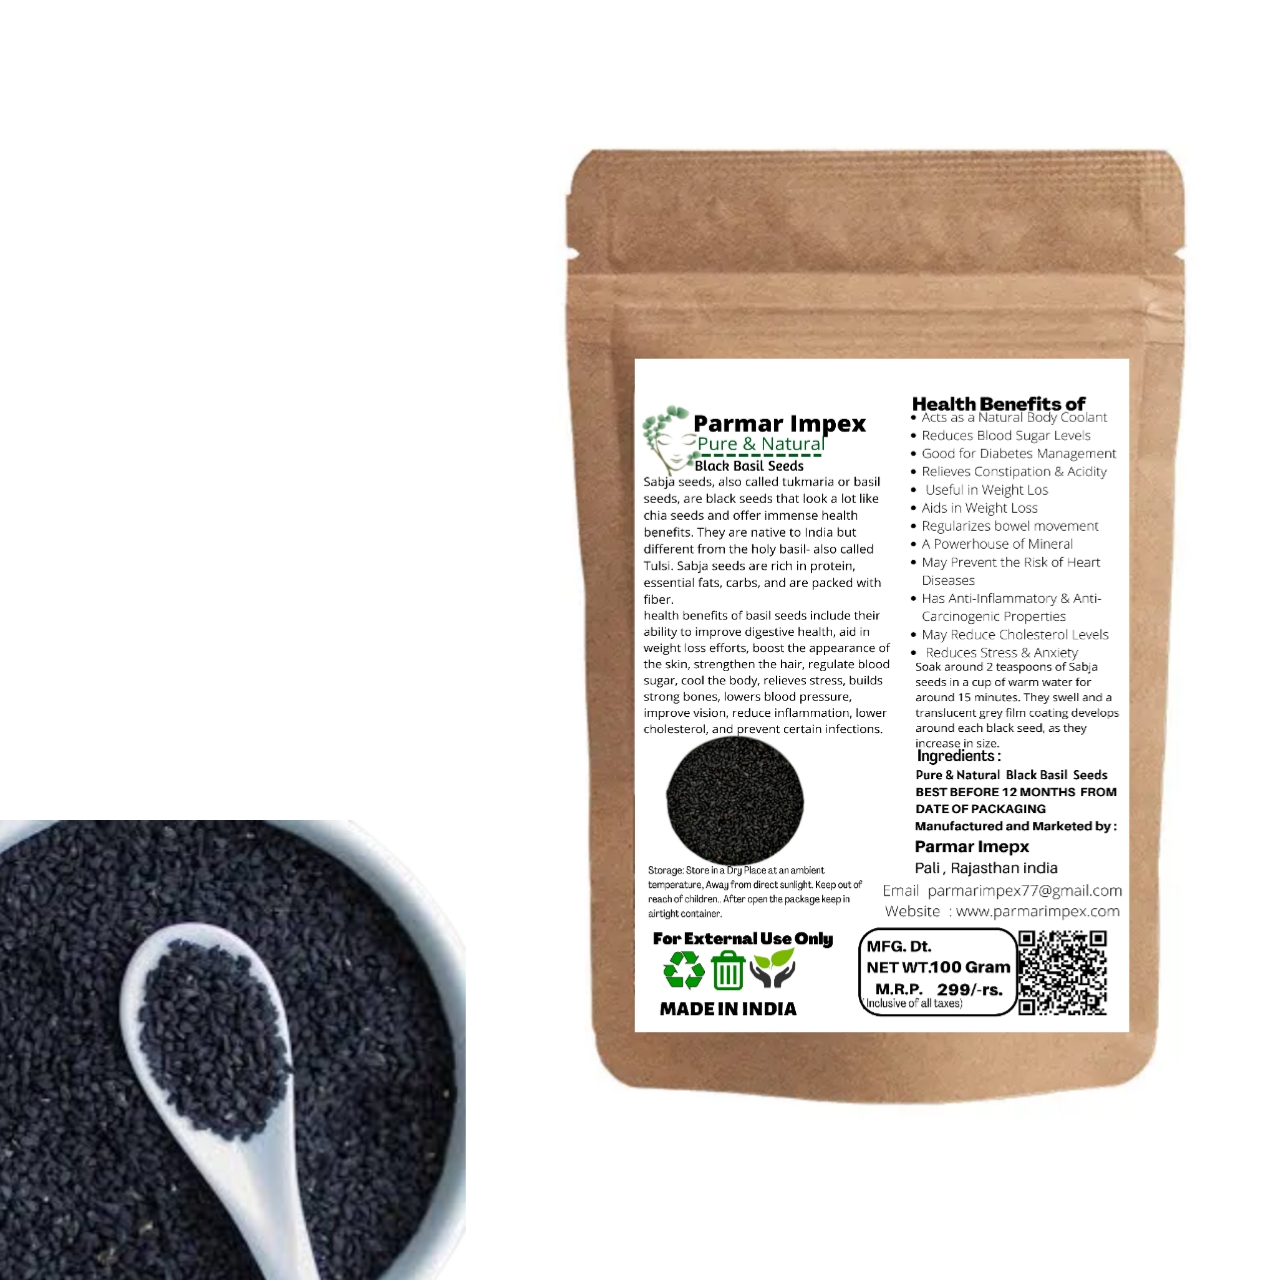 Parmar Impex
Pure & Natural
Black Basil Seeds
Sabja seeds, also called tukmaria or basil
seeds, are black seeds that look a lot like
chia seeds and offer immense health
benefits. They are native to India but
different from the holy basil- also called
Tulsi. Sabja seeds are rich in protein,
essential fats, carbs, and are packed with
fiber.
health benefits of basil seeds include their
ability to improve digestive health, aid in
weight loss efforts, boost the appearance of
the skin, strengthen the hair, regulate blood
sugar, cool the body, relieves stress, builds
strong bones, lowers blood pressure,
improve vision, reduce inflammation, lower
cholesterol, and prevent certain infections.
Storage: Store in a Dry Place at an ambient
temperature, Away from direct sunlight. Keep out of
reach of children.. After open the package keep in
airtight container.
For External Use Only
MADE IN INDIA
Health Benefits of
• Acts as a Natural Body Coolant
• Reduces Blood Sugar Levels
• Good for Diabetes Management
• Relieves Constipation & Acidity
• Useful in Weight Los
• Aids in Weight Loss
• Regularizes bowel movement
• A Powerhouse of Mineral
• May Prevent the Risk of Heart
Diseases
• Has Anti-Inflammatory & Anti-
Carcinogenic Properties
• May Reduce Cholesterol Levels
• Reduces Stress & Anxiety
Soak around 2 teaspoons of Sabja
seeds in a cup of warm water for
around 15 minutes. They swell and a
translucent grey film coating develops
around each black seed, as they
increase in size.
Ingredients :
Pure & Natural Black Basil Seeds
BEST BEFORE 12 MONTHS FROM
DATE OF PACKAGING
Manufactured and Marketed by :
Parmar Imepx
Pali , Rajasthan india
Email parmarimpex77@gmail.com
Website : www.parmarimpex.com
MFG. Dt.
NET WT.100 Gram
M.R.P. 299/-rs.
(Inclusive of all taxes)